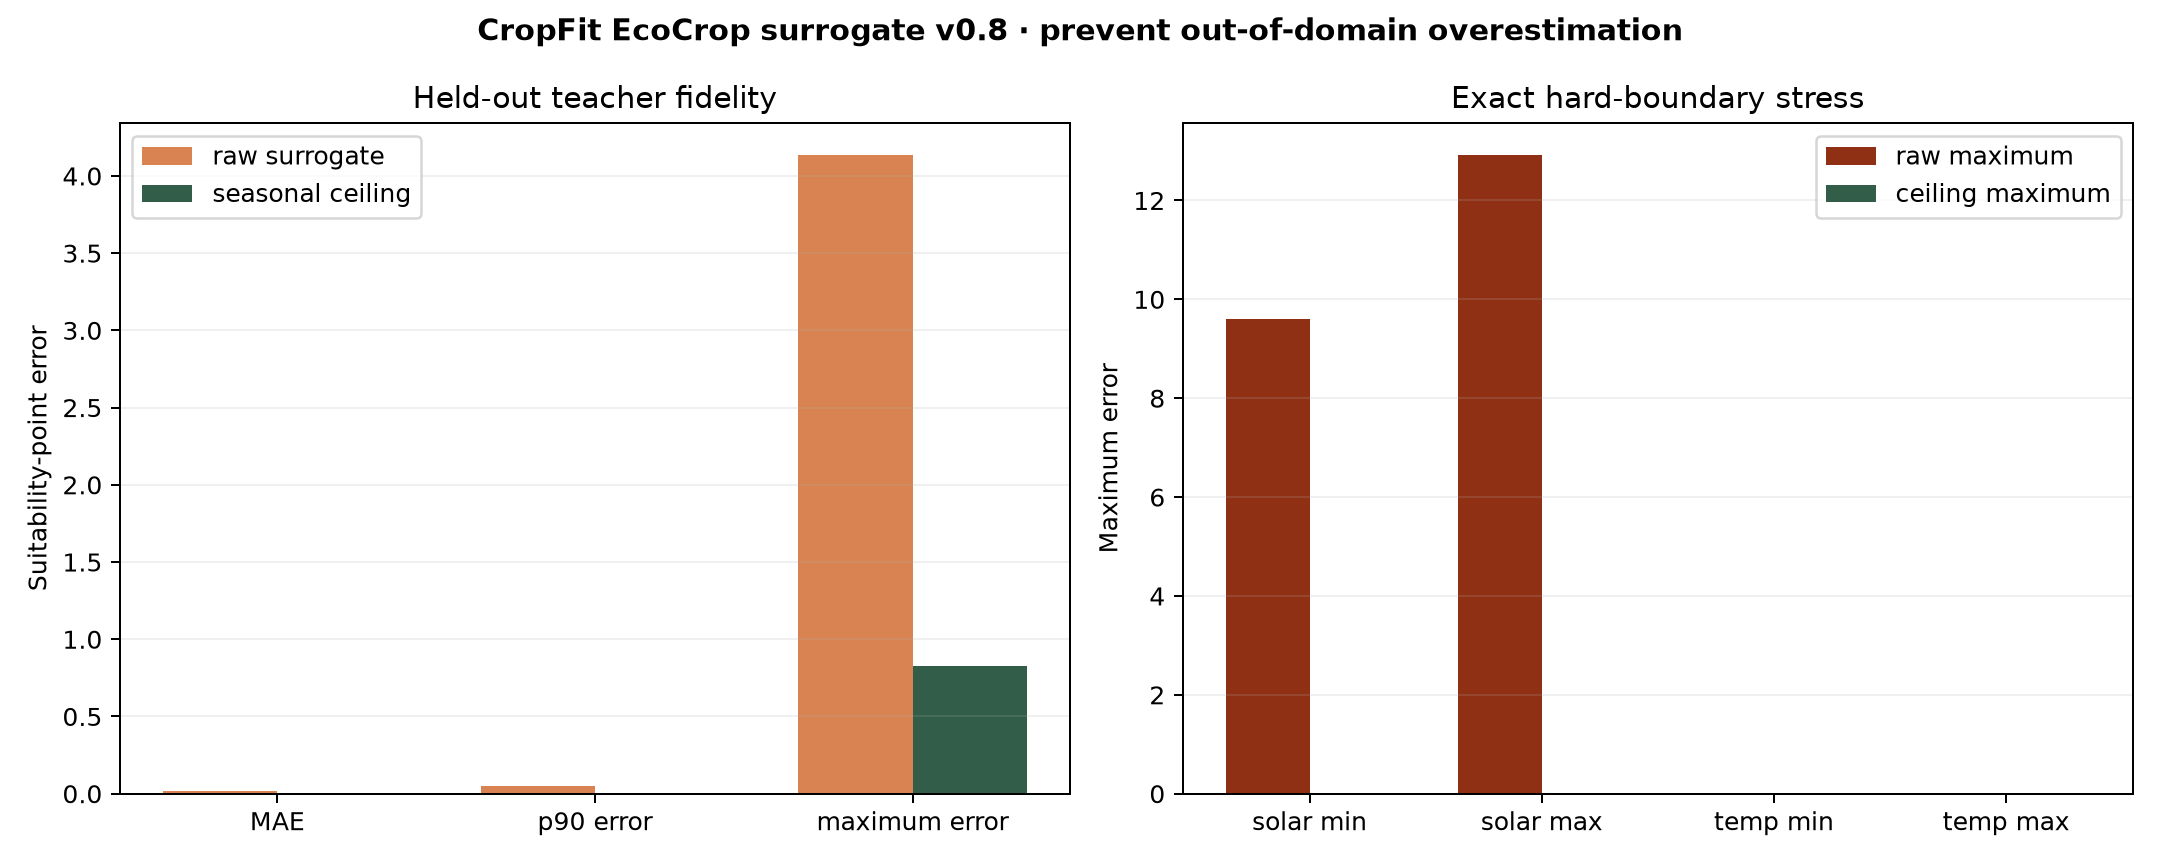 CropFit EcoCrop surrogate v0.8 · prevent out-of-domain overestimation
Held-out teacher fidelity
raw surrogate
seasonal ceiling
Suitability-point error
4.0
3.5
3.0
2.5
2.0
1.5
1.0
0.5
0.0
MAE
p90 error
maximum error
Exact hard-boundary stress
raw maximum
ceiling maximum
Maximum error
12
10
8
6
4
2
0
solar min
solar max
temp min
temp max